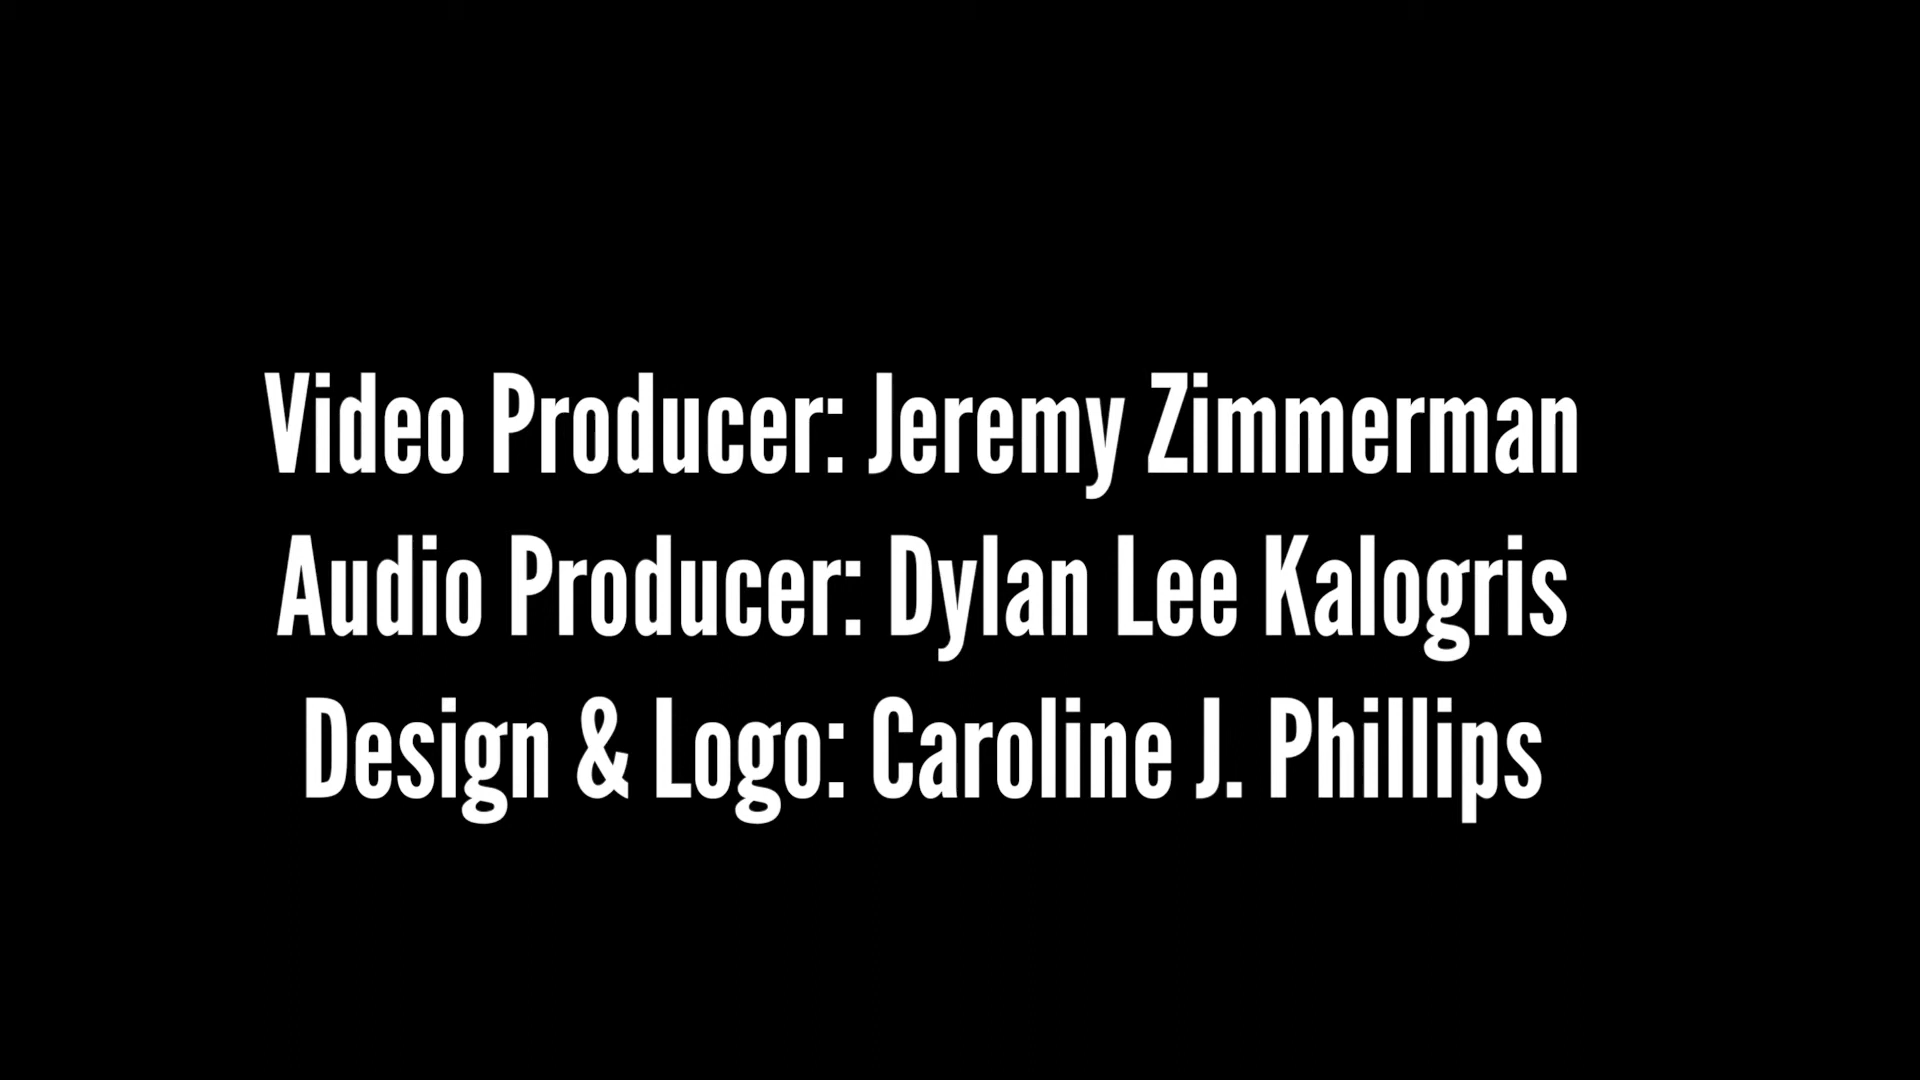 Video Producer: Jeremy Zimmerman
Audio Producer: Dylan Lee Kalogris
Design & Logo: Caroline J. Phillips